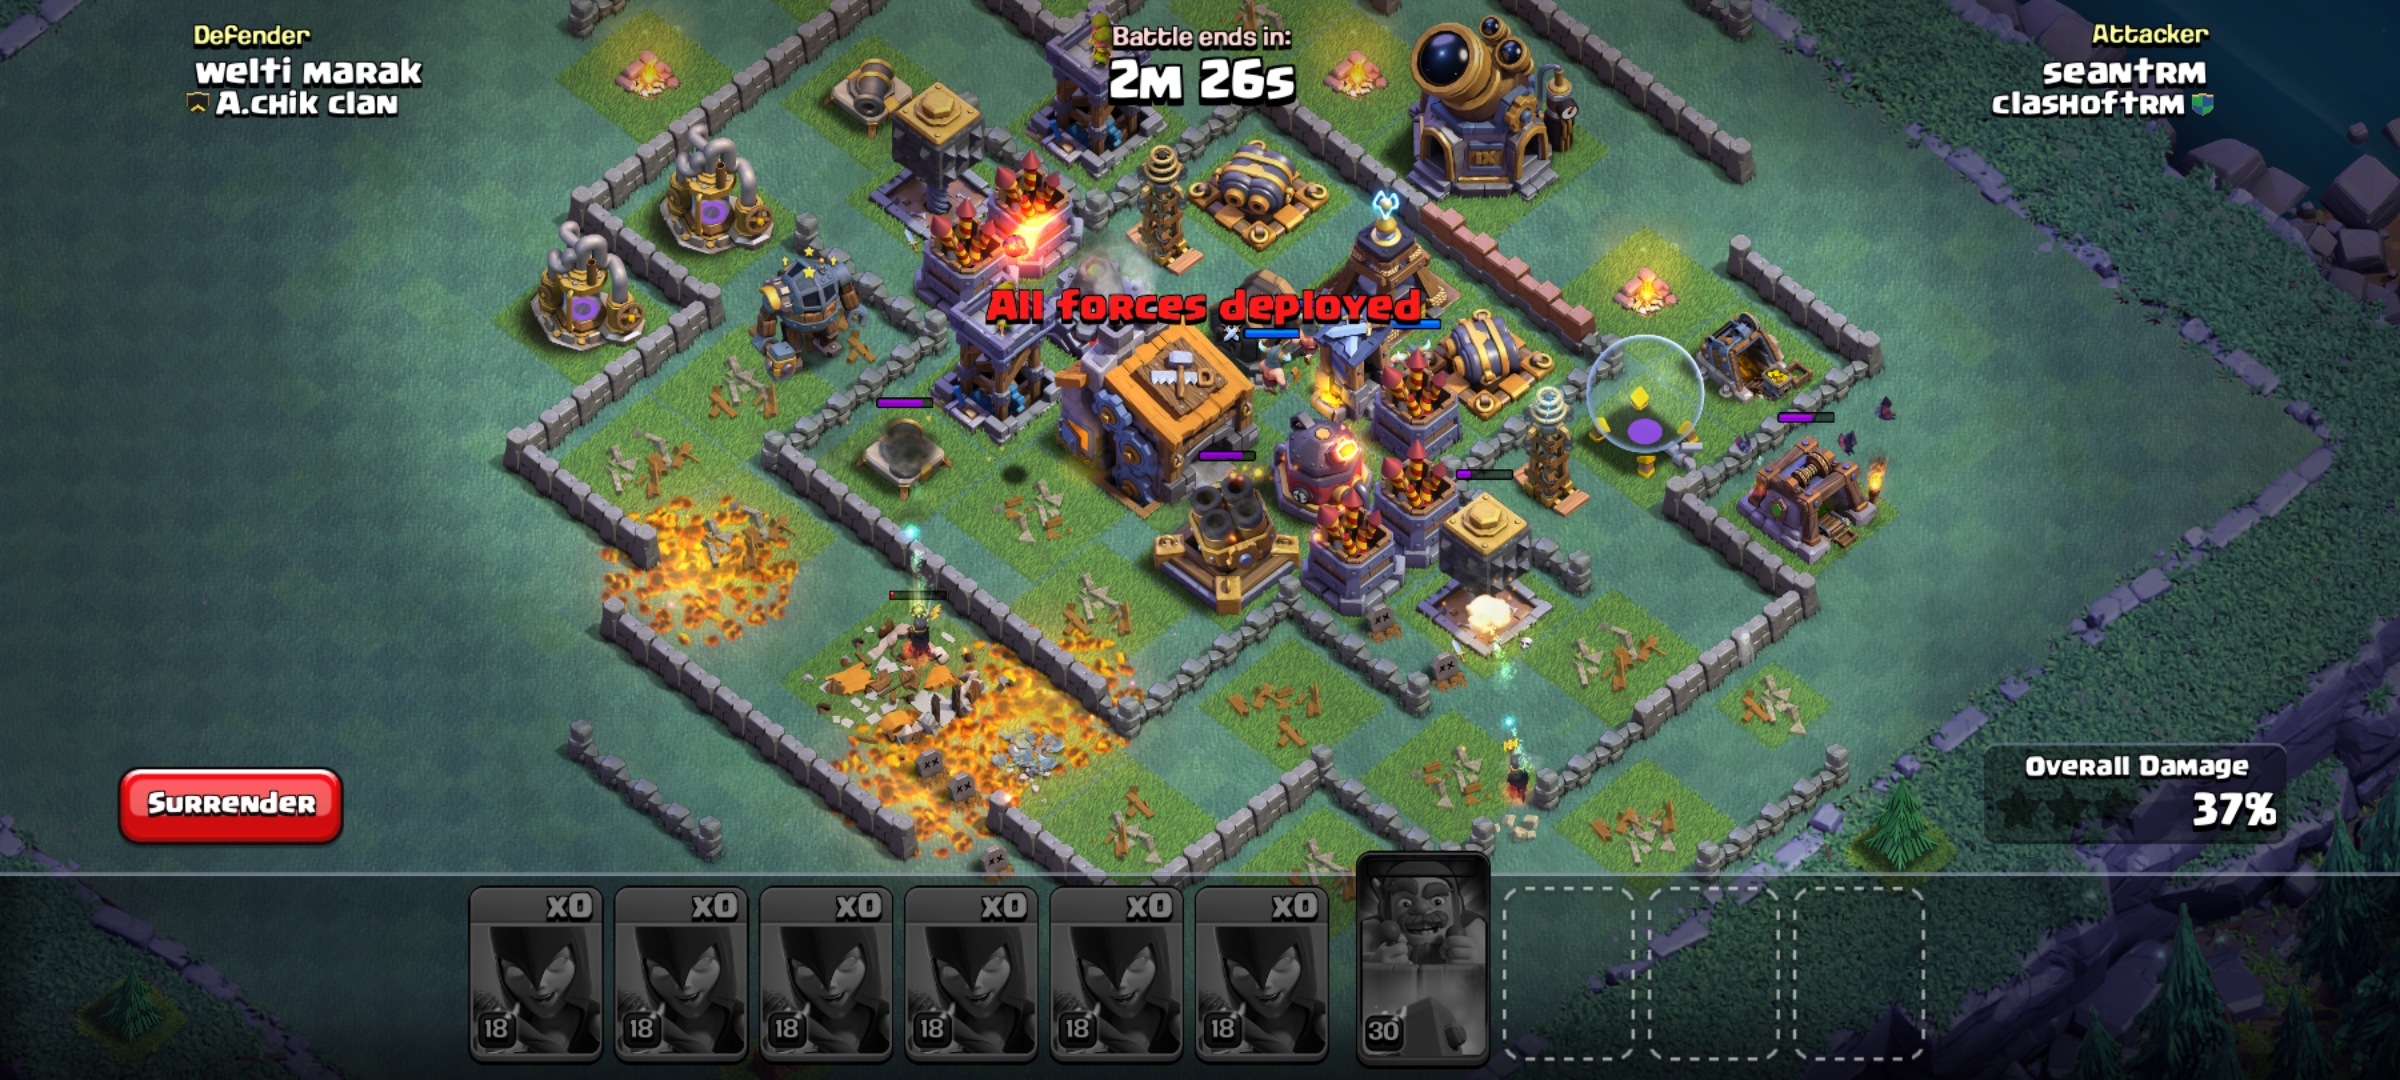 Defender
welti marak
A.chik clan
Battle ends in:
2m 26s
Attacker
seantrm
clashoftrm
IX
All forces deployed
Surrender
Overall Damage
37%
x0 x0 x0 x0 x0 x0
18 18 18 18 18 18 30